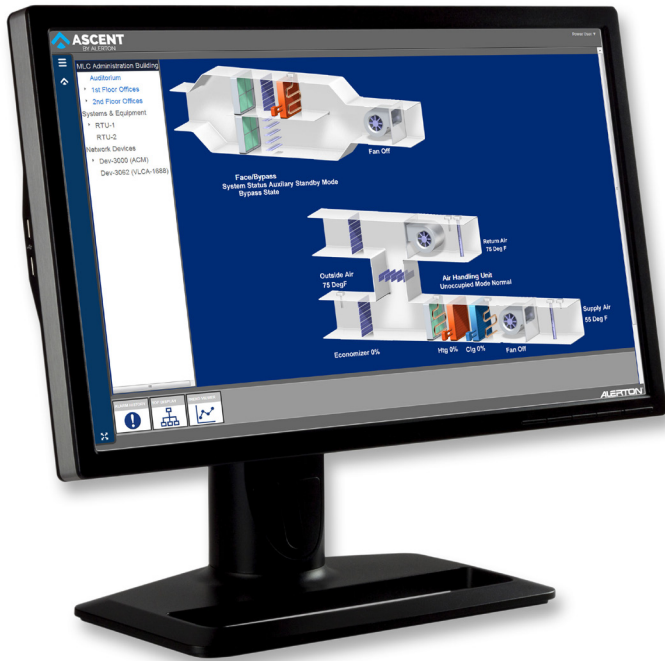 ASCENT
BY ALERTON
MLC Administration Building
Auditorium
1st Floor Offices
2nd Floor Offices
Systems & Equipment
RTU-1
RTU-2
Network Devices
Dev-3000 (ACM)
Dev-3082 (VLCA-1688)
Fan Off
Face/Bypass
System Status Auxilary Standby Mode
Bypass State
Return Air
75 Deg F
Outside Air
75 DegF
Air Handling Unit
Unoccupied Mode Normal
Supply Air
55 Deg F
Economizer 0%
Htg 0%
Clg 0%
Fan Off
ALERTON